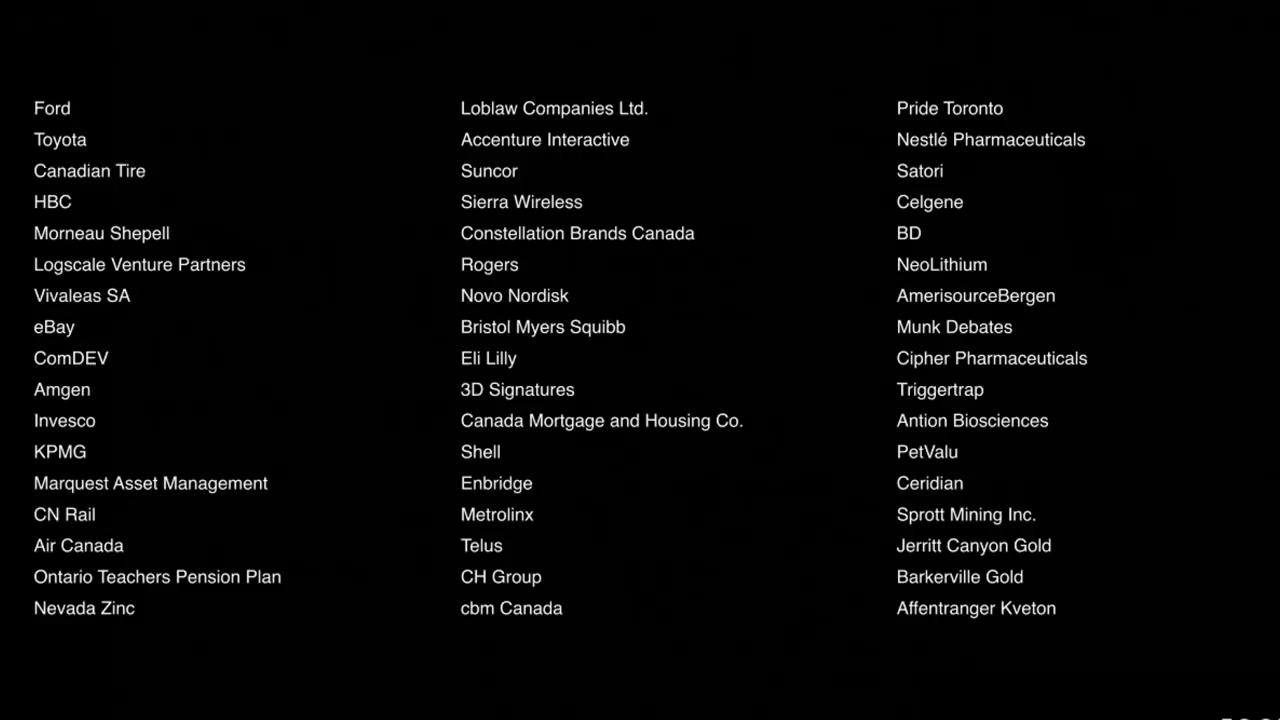 Ford
Toyota
Canadian Tire
HBC
Morneau Shepell
Logscale Venture Partners
Vivaleas SA
eBay
ComDEV
Amgen
Invesco
KPMG
Marquest Asset Management
CN Rail
Air Canada
Ontario Teachers Pension Plan
Nevada Zinc
Loblaw Companies Ltd.
Accenture Interactive
Suncor
Sierra Wireless
Constellation Brands Canada
Rogers
Novo Nordisk
Bristol Myers Squibb
Eli Lilly
3D Signatures
Canada Mortgage and Housing Co.
Shell
Enbridge
Metrolinx
Telus
CH Group
cbm Canada
Pride Toronto
Nestlé Pharmaceuticals
Satori
Celgene
BD
NeoLithium
AmerisourceBergen
Munk Debates
Cipher Pharmaceuticals
Triggertrap
Antion Biosciences
PetValu
Ceridian
Sprott Mining Inc.
Jerritt Canyon Gold
Barkerville Gold
Affentranger Kveton